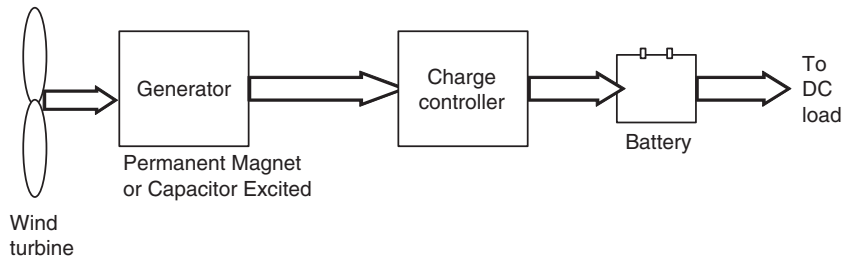 Generator
Charge
controller
To
DC
load
Battery
Permanent Magnet
or Capacitor Excited
Wind
turbine